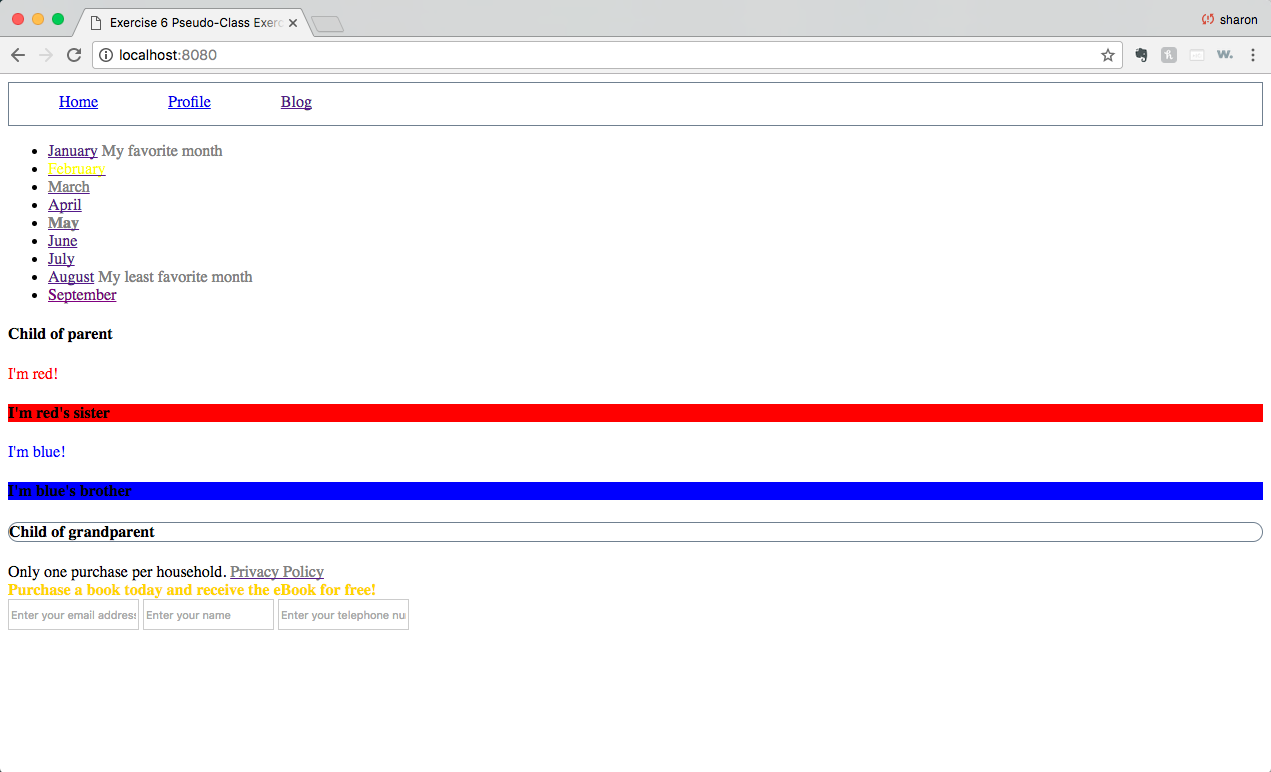 Exercise 6 Pseudo-Class Exerc
sharon
localhost:8080
Home Profile Blog
January My favorite month
February
March
April
May
June
July
August My least favorite month
September
Child of parent
I'm red!
I'm red's sister
I'm blue!
I'm blue's brother
Child of grandparent
Only one purchase per household. Privacy Policy
Purchase a book today and receive the eBook for free!
Enter your email address Enter your name Enter your telephone nu